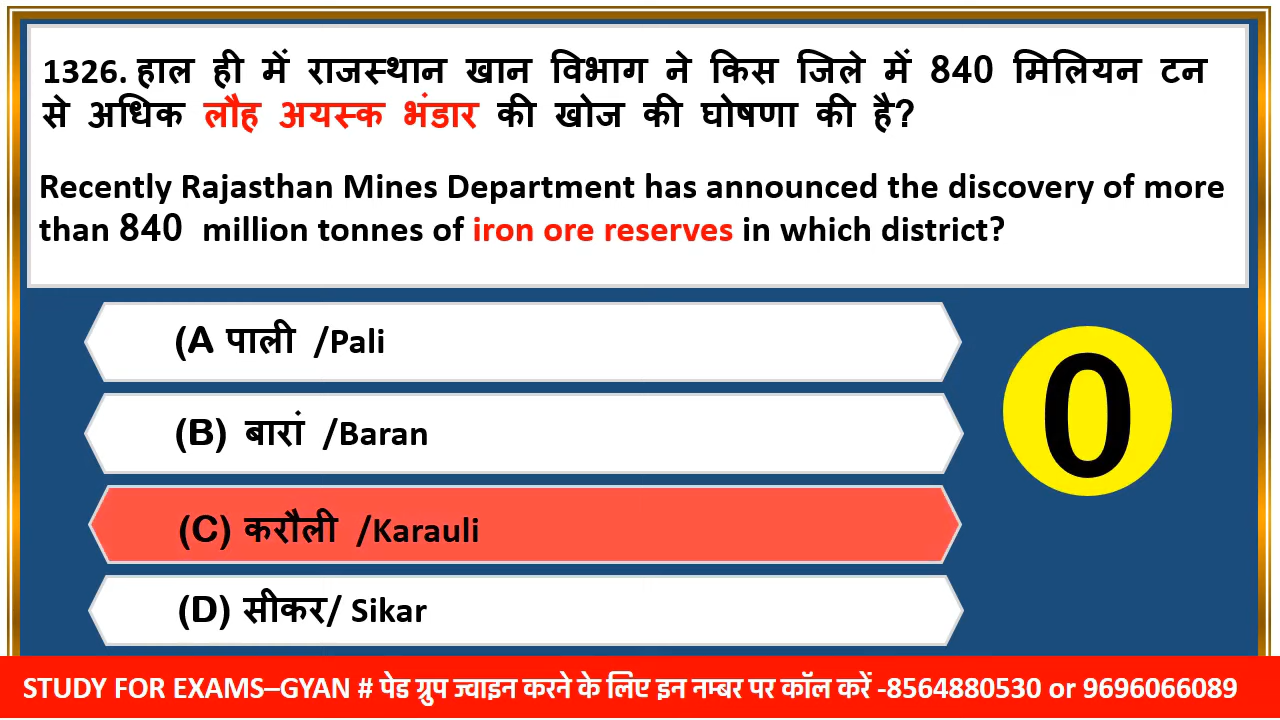 1326. हाल ही में राजस्थान खान विभाग ने किस जिले में 840 मिलियन टन
से अधिक लौह अयस्क भंडार की खोज की घोषणा की है?
Recently Rajasthan Mines Department has announced the discovery of more
than 840 million tonnes of iron ore reserves in which district?
(A पाली /Pali
(B) बारां /Baran
(C) करौली /Karauli
(D) सीकर/ Sikar
0
STUDY FOR EXAMS–GYAN # पेड ग्रुप ज्वाइन करने के लिए इन नम्बर पर कॉल करें -8564880530 or 9696066089